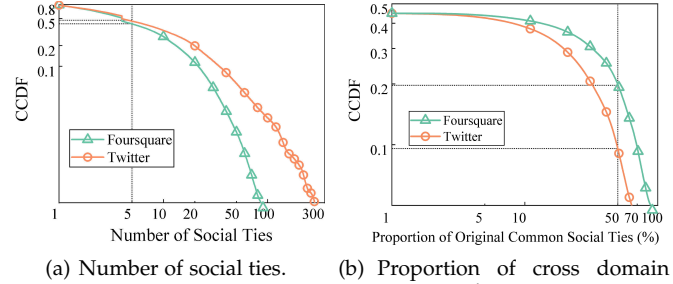 0.8
0.5
0.2
0.1
CCDF
Foursquare
Twitter
1 5 10 20 50 100 300
Number of Social Ties
(a) Number of social ties.
0.5
0.4
0.3
0.2
0.1
CCDF
Foursquare
Twitter
1 5 10 50 70 100
Proportion of Original Common Social Ties (%)
(b) Proportion of cross domain